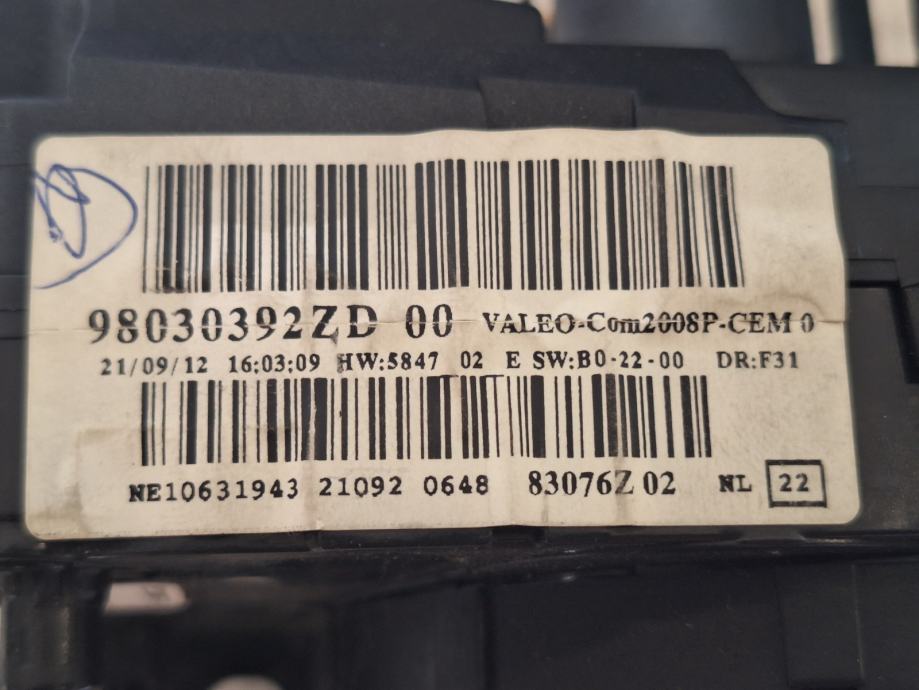 98030392ZD 00 VALEO-Com2008P-CEM 0
21/09/12 16:03:09 HW:5847 02 E SW:B0-22-00 DR:F31
NE10631943 21092 0648 83076Z 02 NL 22